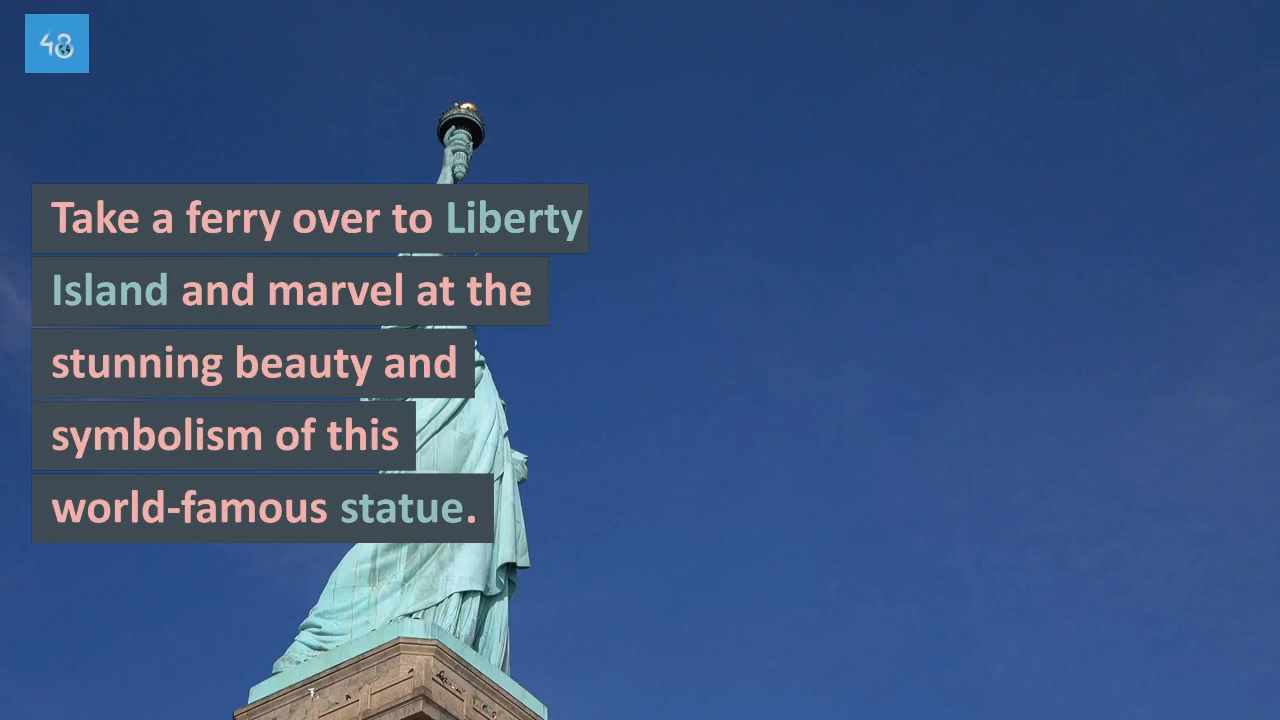 48
Take a ferry over to Liberty
Island and marvel at the
stunning beauty and
symbolism of this
world-famous statue.